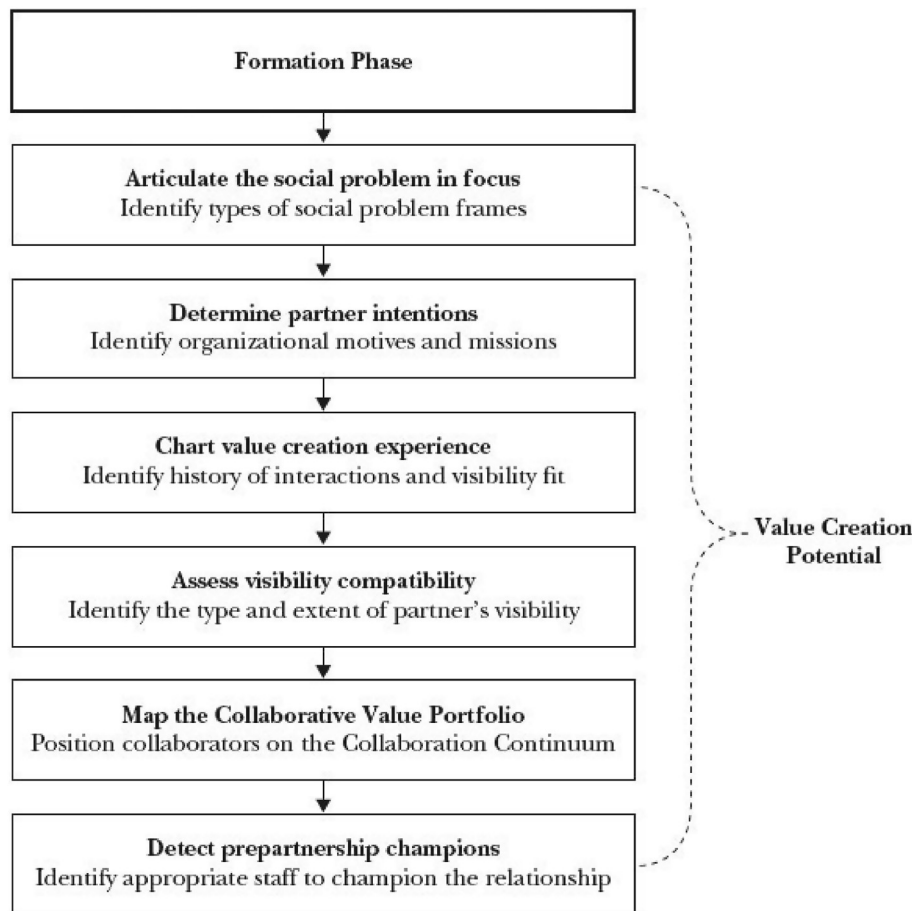 Formation Phase
Articulate the social problem in focus
Identify types of social problem frames
Determine partner intentions
Identify organizational motives and missions
Chart value creation experience
Identify history of interactions and visibility fit
Assess visibility compatibility
Identify the type and extent of partner’s visibility
Map the Collaborative Value Portfolio
Position collaborators on the Collaboration Continuum
Detect prepartnership champions
Identify appropriate staff to champion the relationship
Value Creation
Potential